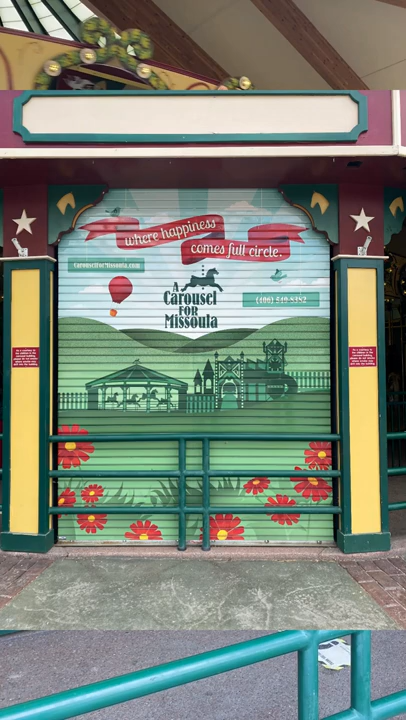 where happiness
comes full circle.
CarouselForMissoula.com
A
Carousel
FOR
Missoula
(406) 549-8382